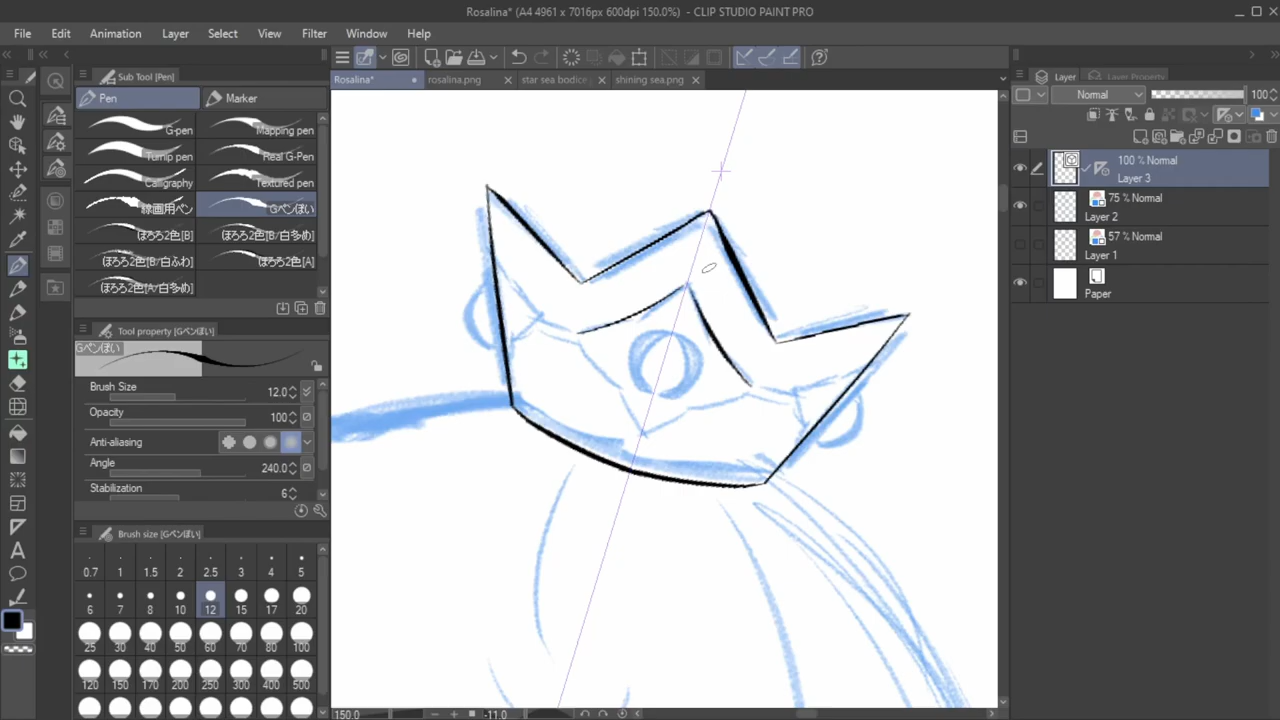 Rosalina* (A4 4961 x 7016px 600dpi 150.0%) - CLIP STUDIO PAINT PRO
File Edit Animation Layer Select View Filter Window Help
Sub Tool [Pen]
Pen Marker
G-pen Mapping pen
Turnip pen Real G-Pen
Calligraphy Textured pen
線画用ペン Gペンぽい
ほろろ2色[B] ほろろ2色[B/白多め]
ほろろ2色[B/白ふわ] ほろろ2色[A]
ほろろ2色[A/白多め]
Tool property [Gペンぽい]
Gペンぽい
Brush Size 12.0
Opacity 100
Anti-aliasing
Angle 240.0
Stabilization 6
Brush size [Gペンぽい]
0.7 1 1.5 2 2.5 3 4 5
6 7 8 10 12 15 17 20
25 30 40 50 60 70 80 100
120 150 170 200 250 300 400 500
Rosalina* rosalina.png star sea bodice shining sea.png
150.0 -11.0
Layer Layer Property
Normal 100
100 % Normal
Layer 3
75 % Normal
Layer 2
57 % Normal
Layer 1
Paper